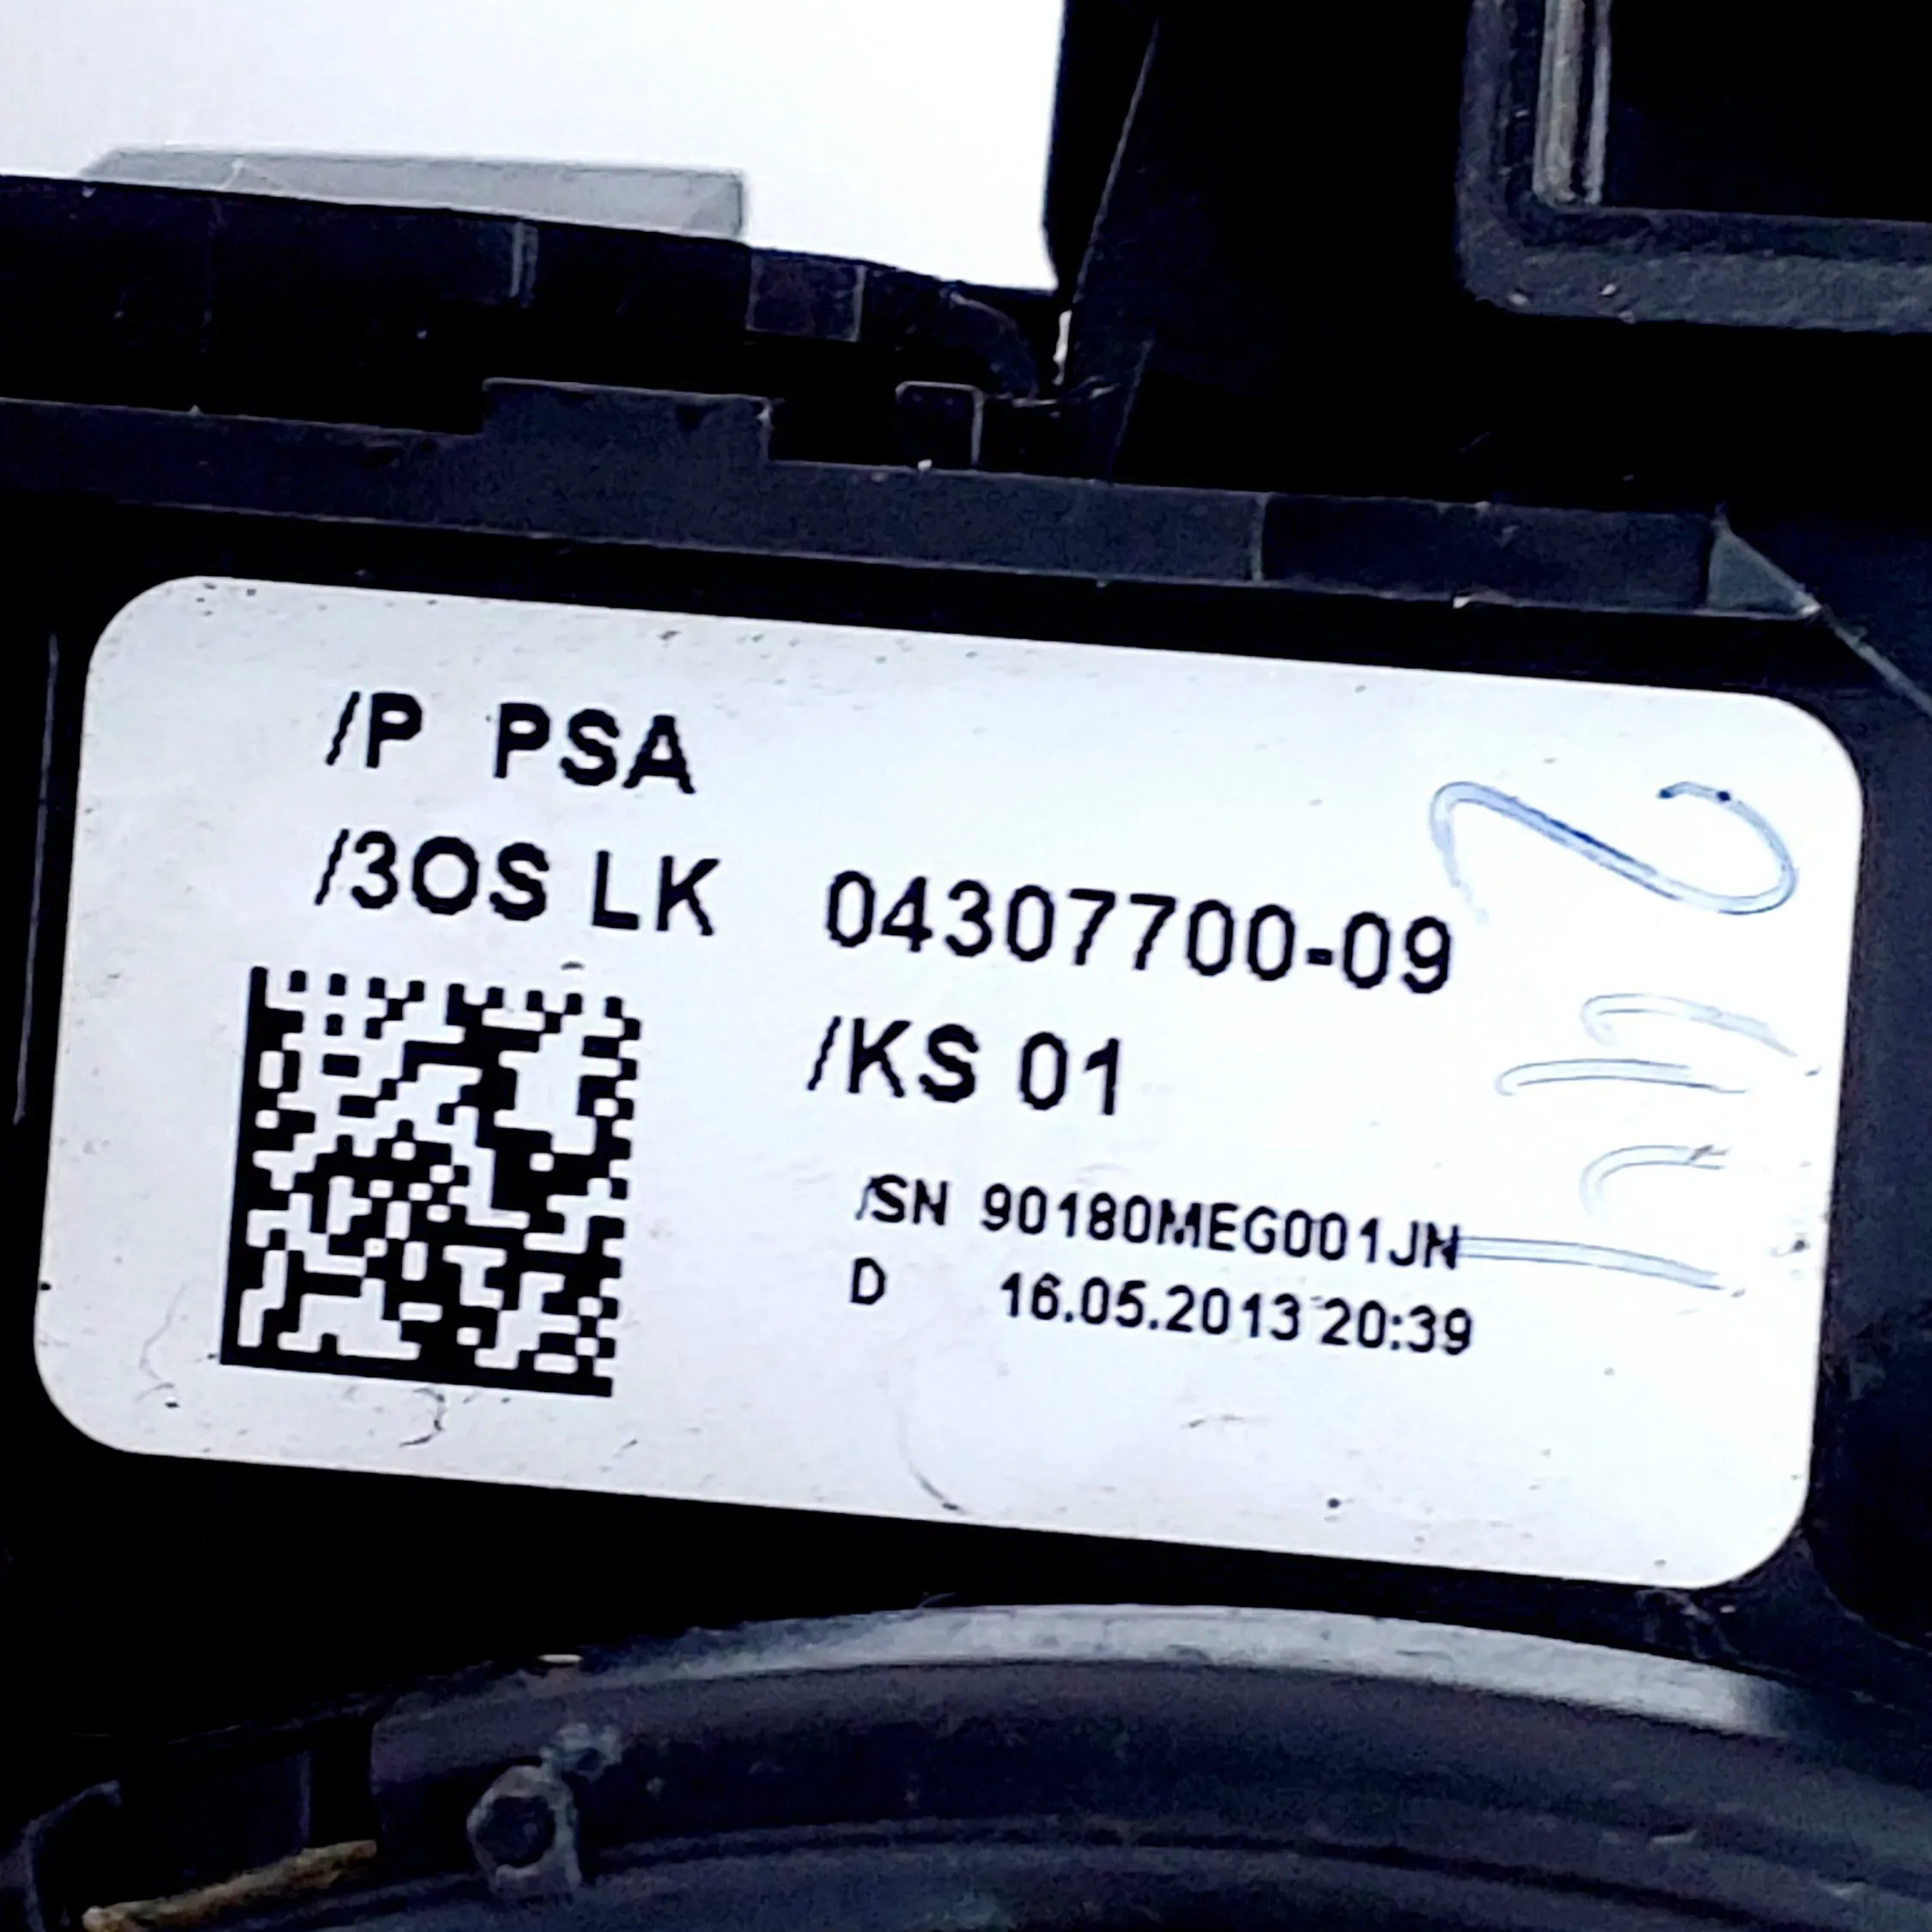 /P PSA
/3OS LK 04307700-09
/KS 01
/SN 90180MEG001JN
D 16.05.2013 20:39